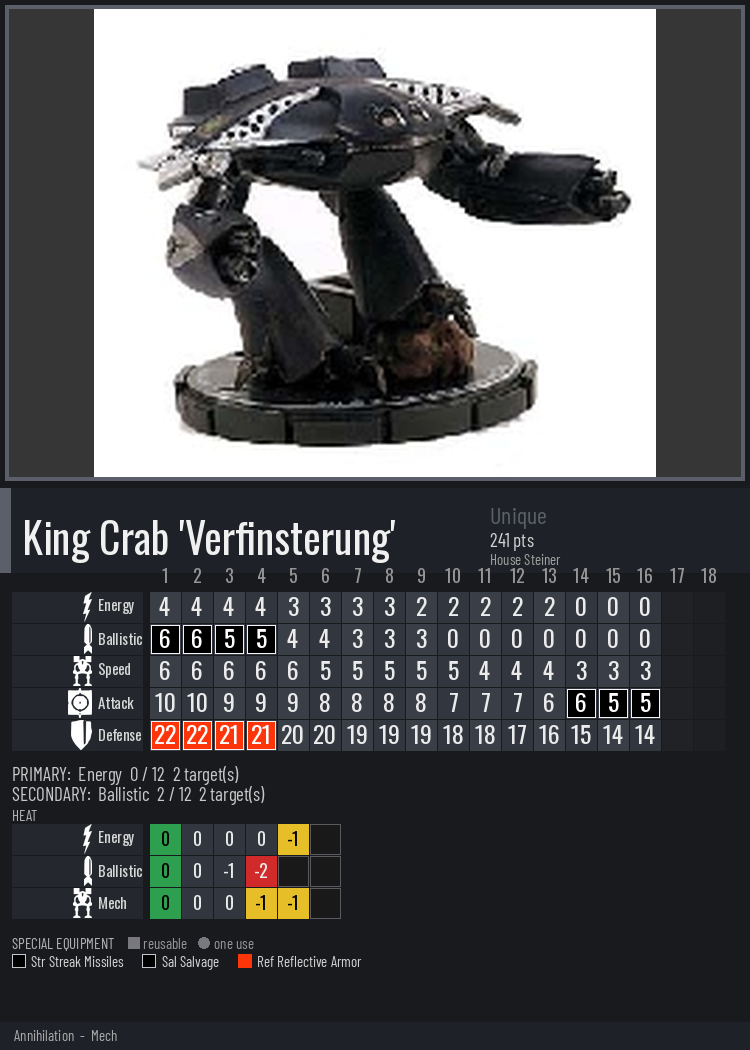 King Crab 'Verfinsterung'
Unique
241 pts
House Steiner
1 2 3 4 5 6 7 8 9 10 11 12 13 14 15 16 17 18
Energy 4 4 4 4 3 3 3 3 2 2 2 2 2 0 0 0
Ballistic 6 6 5 5 4 4 3 3 3 0 0 0 0 0 0 0
Speed 6 6 6 6 6 5 5 5 5 5 4 4 4 3 3 3
Attack 10 10 9 9 9 8 8 8 8 7 7 7 6 6 5 5
Defense 22 22 21 21 20 20 19 19 19 18 18 17 16 15 14 14
PRIMARY: Energy 0 / 12 2 target(s)
SECONDARY: Ballistic 2 / 12 2 target(s)
HEAT
Energy 0 0 0 0 -1
Ballistic 0 0 -1 -2
Mech 0 0 0 -1 -1
SPECIAL EQUIPMENT reusable one use
Str Streak Missiles Sal Salvage Ref Reflective Armor
Annihilation - Mech